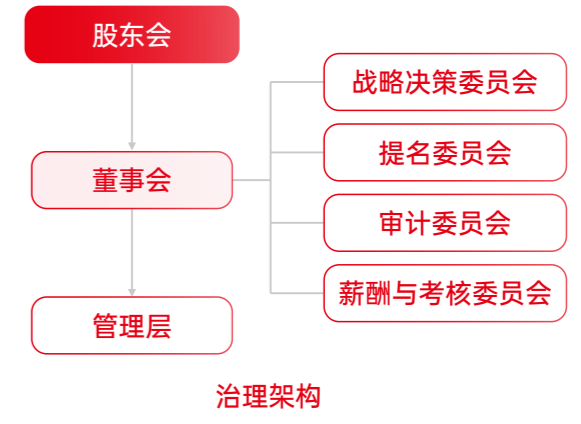 股东会
董事会
管理层
战略决策委员会
提名委员会
审计委员会
薪酬与考核委员会
治理架构